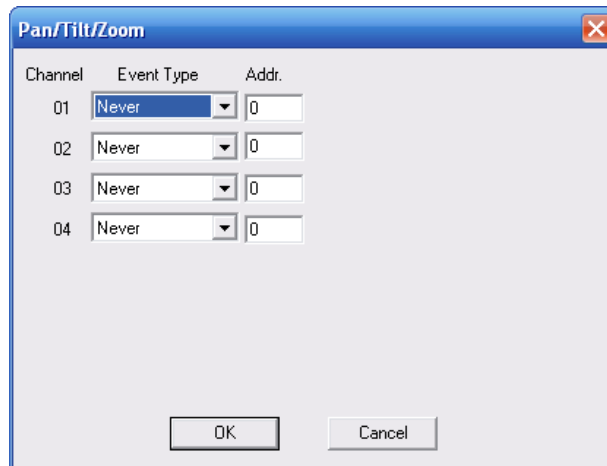 Pan/Tilt/Zoom
Channel Event Type Addr.
01 Never 0
02 Never 0
03 Never 0
04 Never 0
OK Cancel